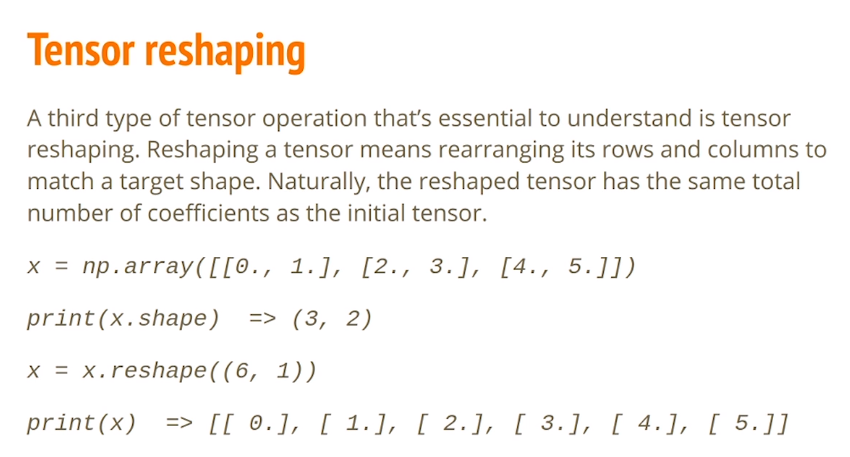 Tensor reshaping
A third type of tensor operation that's essential to understand is tensor
reshaping. Reshaping a tensor means rearranging its rows and columns to
match a target shape. Naturally, the reshaped tensor has the same total
number of coefficients as the initial tensor.
x = np.array([[0., 1.], [2., 3.], [4., 5.]])
print(x.shape) => (3, 2)
x = x.reshape((6, 1))
print(x) => [[ 0.], [ 1.], [ 2.], [ 3.], [ 4.], [ 5.]]